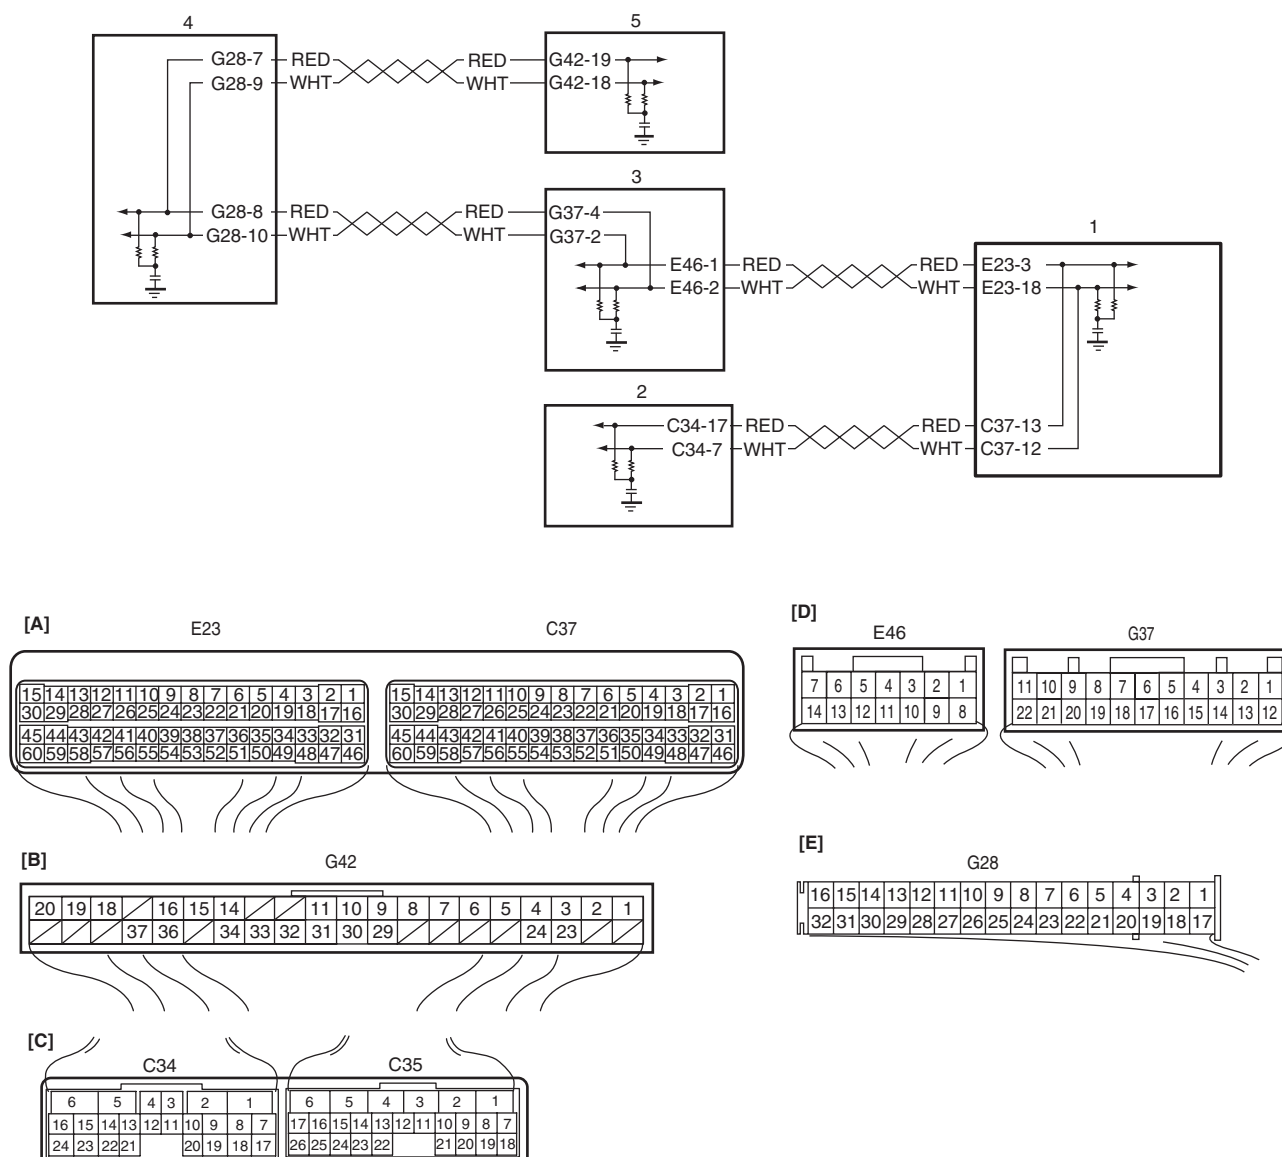 4
5
G28-7 RED RED G42-19
G28-9 WHT WHT G42-18
3
G28-8 RED RED G37-4
G28-10 WHT WHT G37-2
1
E46-1 RED RED E23-3
E46-2 WHT WHT E23-18
2
C34-17 RED RED C37-13
C34-7 WHT WHT C37-12
[A]
E23 C37
15 14 13 12 11 10 9 8 7 6 5 4 3 2 1
30 29 28 27 26 25 24 23 22 21 20 19 18 17 16
45 44 43 42 41 40 39 38 37 36 35 34 33 32 31
60 59 58 57 56 55 54 53 52 51 50 49 48 47 46
15 14 13 12 11 10 9 8 7 6 5 4 3 2 1
30 29 28 27 26 25 24 23 22 21 20 19 18 17 16
45 44 43 42 41 40 39 38 37 36 35 34 33 32 31
60 59 58 57 56 55 54 53 52 51 50 49 48 47 46
[D]
E46 G37
7 6 5 4 3 2 1
14 13 12 11 10 9 8
11 10 9 8 7 6 5 4 3 2 1
22 21 20 19 18 17 16 15 14 13 12
[B]
G42
20 19 18 16 15 14 11 10 9 8 7 6 5 4 3 2 1
37 36 34 33 32 31 30 29 24 23
[E]
G28
16 15 14 13 12 11 10 9 8 7 6 5 4 3 2 1
32 31 30 29 28 27 26 25 24 23 22 21 20 19 18 17
[C]
C34 C35
6 5 4 3 2 1
16 15 14 13 12 11 10 9 8 7
24 23 22 21 20 19 18 17
6 5 4 3 2 1
17 16 15 14 13 12 11 10 9 8 7
26 25 24 23 22 21 20 19 18